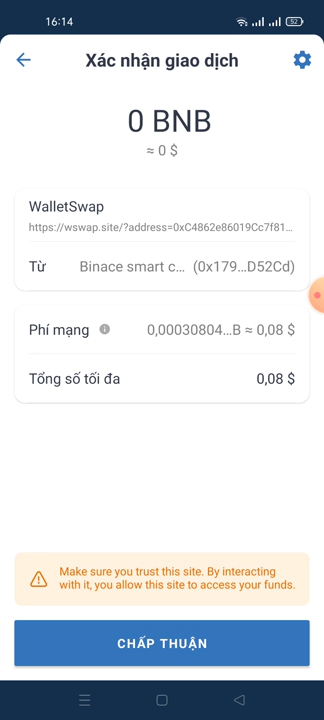 16:14
52
Xác nhận giao dịch
0 BNB
≈ 0 $
WalletSwap
https://wswap.site/?address=0xC4862e86019Cc7f81...
Từ Binace smart c... (0x179...D52Cd)
Phí mạng 0,00030804...B ≈ 0,08 $
Tổng số tối đa 0,08 $
Make sure you trust this site. By interacting
with it, you allow this site to access your funds.
CHẤP THUẬN